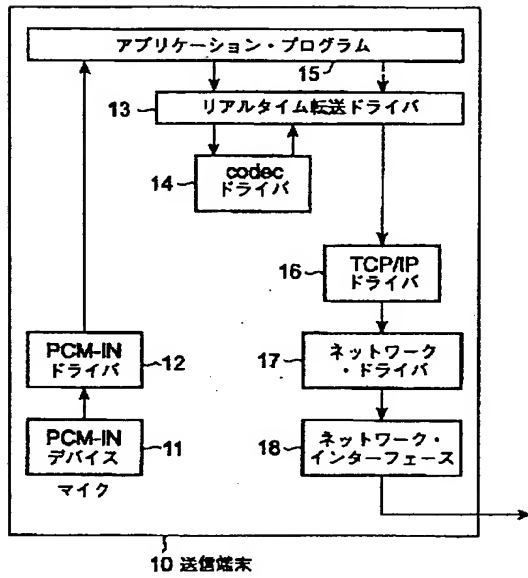 アプリケーション・プログラム
15
13
リアルタイム転送ドライバ
14
codec
ドライバ
16
TCP/IP
ドライバ
PCM-IN
ドライバ
12
17
ネットワーク
・ドライバ
PCM-IN
デバイス
11
18
ネットワーク・
インターフェース
マイク
10 送信端末